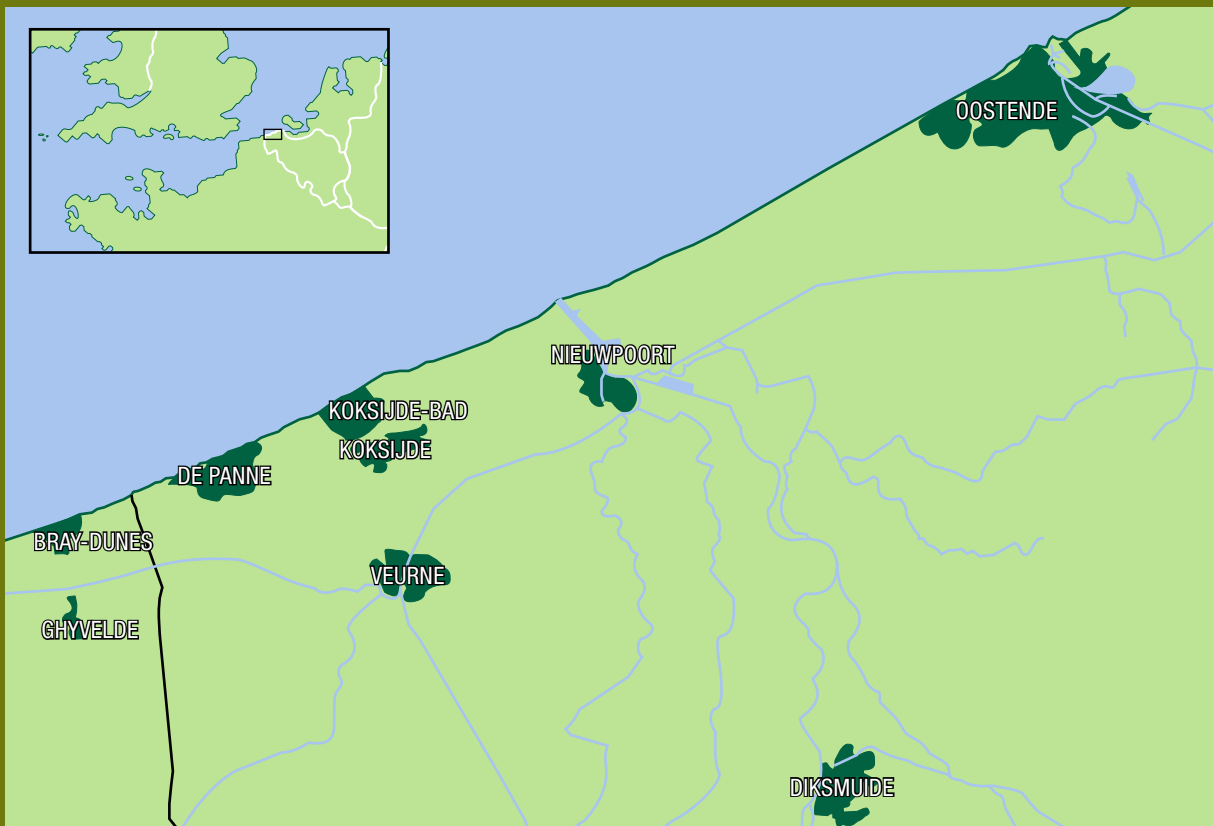 OOSTENDE
NIEUWPOORT
KOKSIJDE-BAD
KOKSIJDE
DE PANNE
BRAY-DUNES
VEURNE
GHYVELDE
DIKSMUIDE